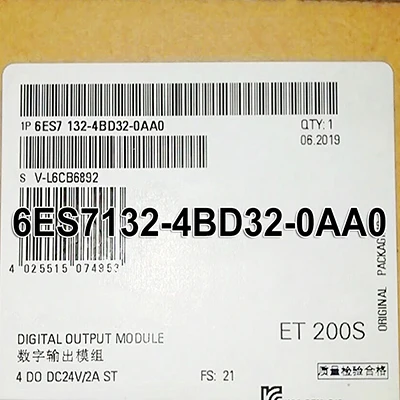 1P 6ES7 132-4BD32-0AA0
QTY: 1
06.2019
S V-L6CB6892
6ES7132-4BD32-0AA0
4 025515 074953
ORIGINAL PACKAG
ET 200S
DIGITAL OUTPUT MODULE
数字输出模组
4 DO DC24V/2A ST
FS: 21
质量检验合格